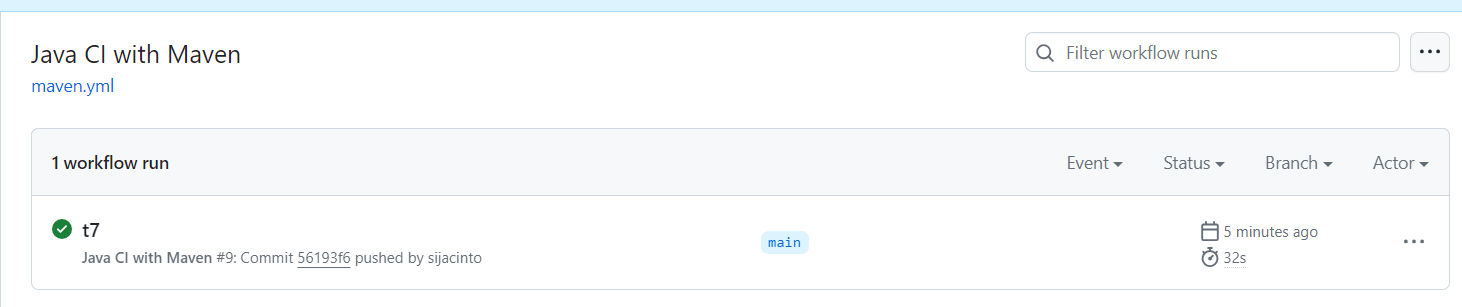 Java CI with Maven
Filter workflow runs
maven.yml
1 workflow run
Event
Status
Branch
Actor
t7
main
5 minutes ago
Java CI with Maven #9: Commit 56193f6 pushed by sijacinto
32s